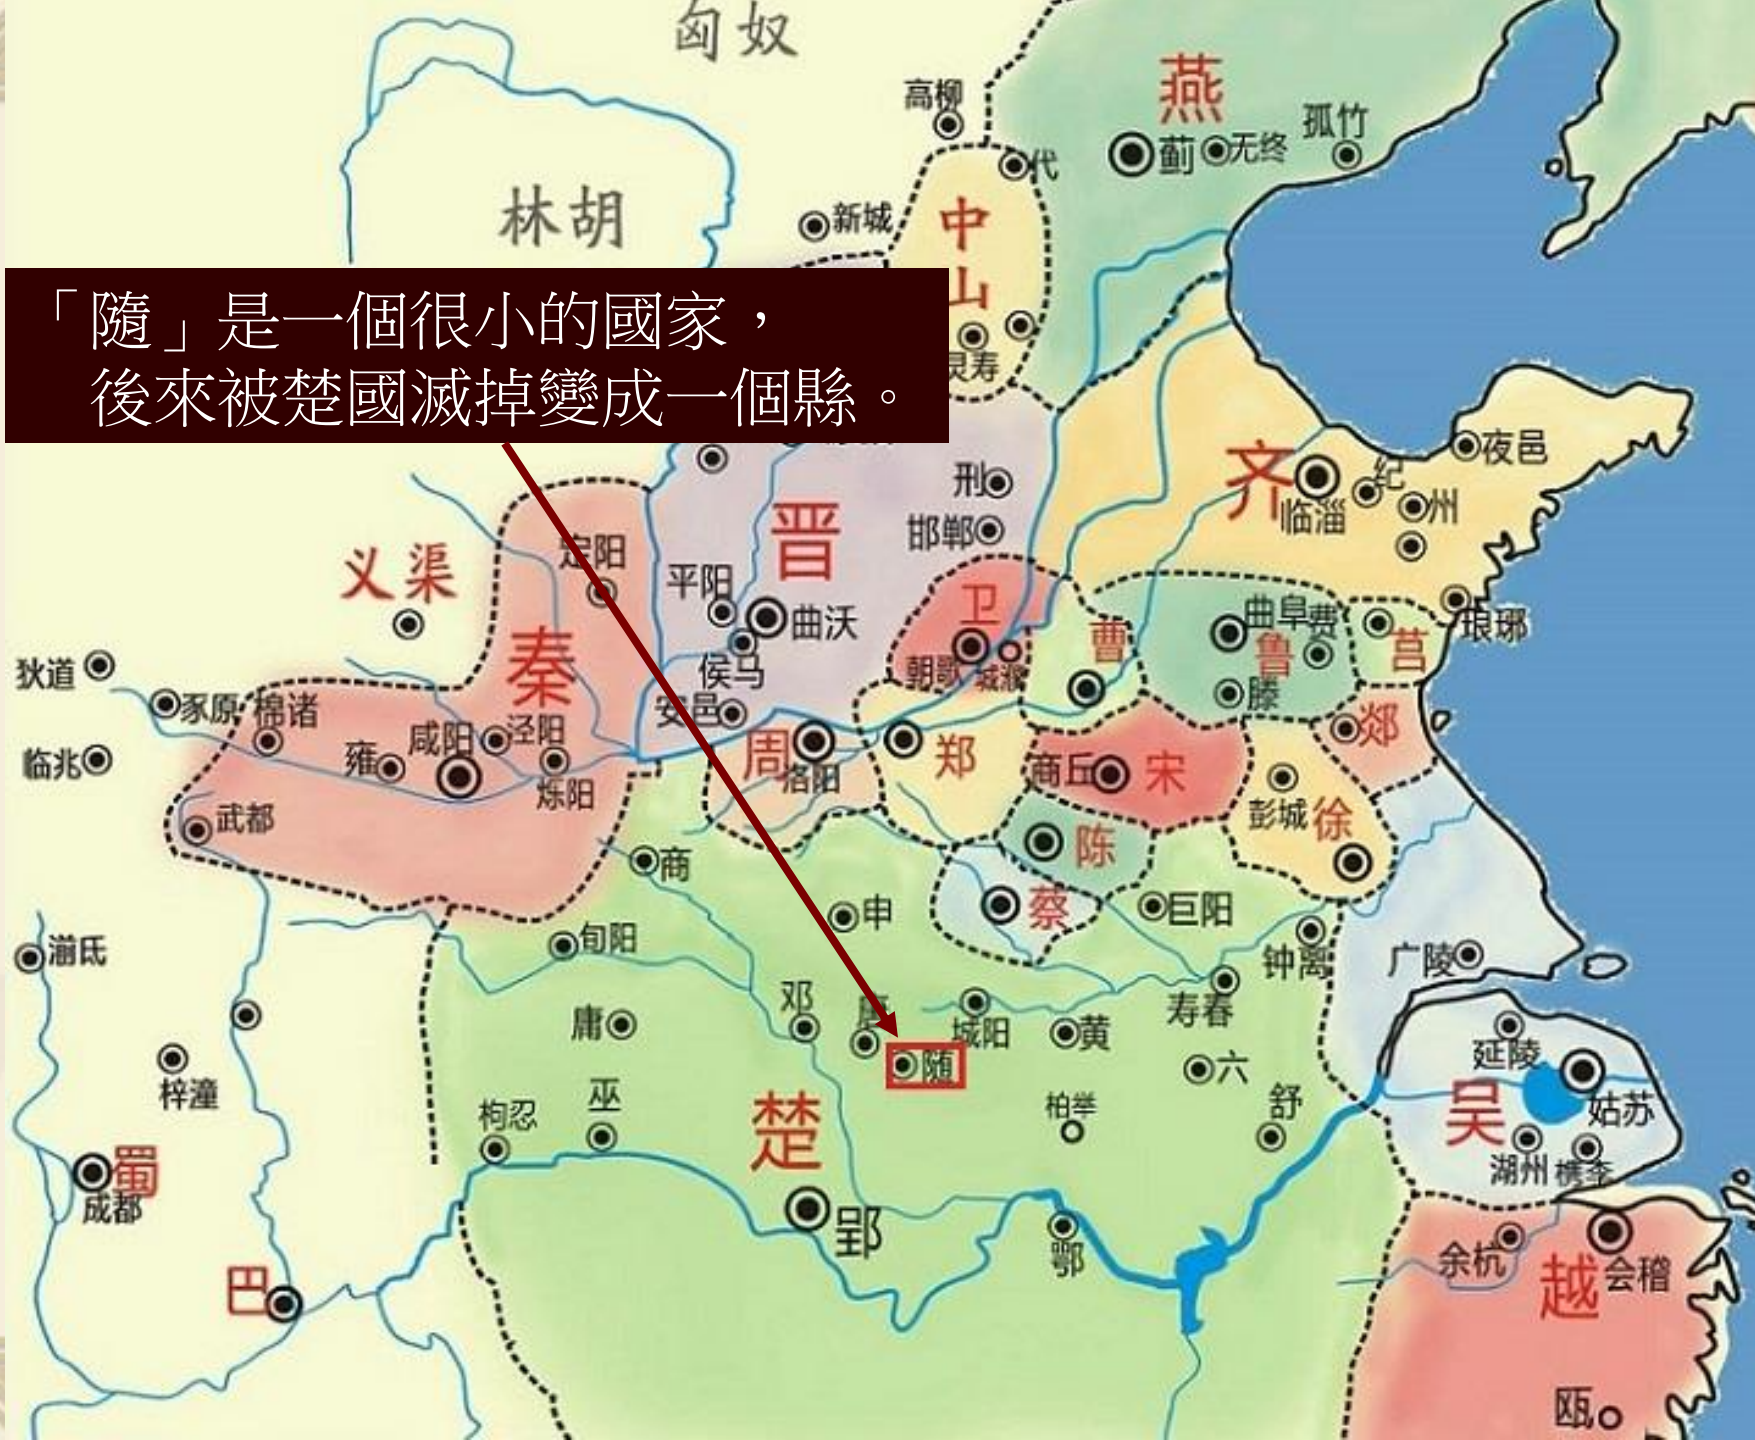 匈奴
燕
高柳
孤竹
蓟
无终
代
林胡
新城
中
山
「隨」是一個很小的國家，
後來被楚國滅掉變成一個縣。
灵寿
齐
夜邑
纪
临淄
州
刑
邯郸
晋
定阳
义渠
平阳
曲沃
卫
曹
曲阜
费
鲁
莒
琅琊
秦
侯马
朝歌
城濮
狄道
滕
豕原
棉诸
安邑
咸阳
泾阳
周
洛阳
郑
商丘
宋
郯
临兆
雍
烁阳
武都
彭城
徐
陈
商
申
蔡
巨阳
旬阳
钟离
广陵
湔氐
邓
庸
城阳
黄
寿春
隨
延陵
六
梓潼
枸忍
巫
楚
柏举
舒
吴
姑苏
蜀
成都
湖州
槜李
郢
鄂
余杭
越
会稽
巴
瓯